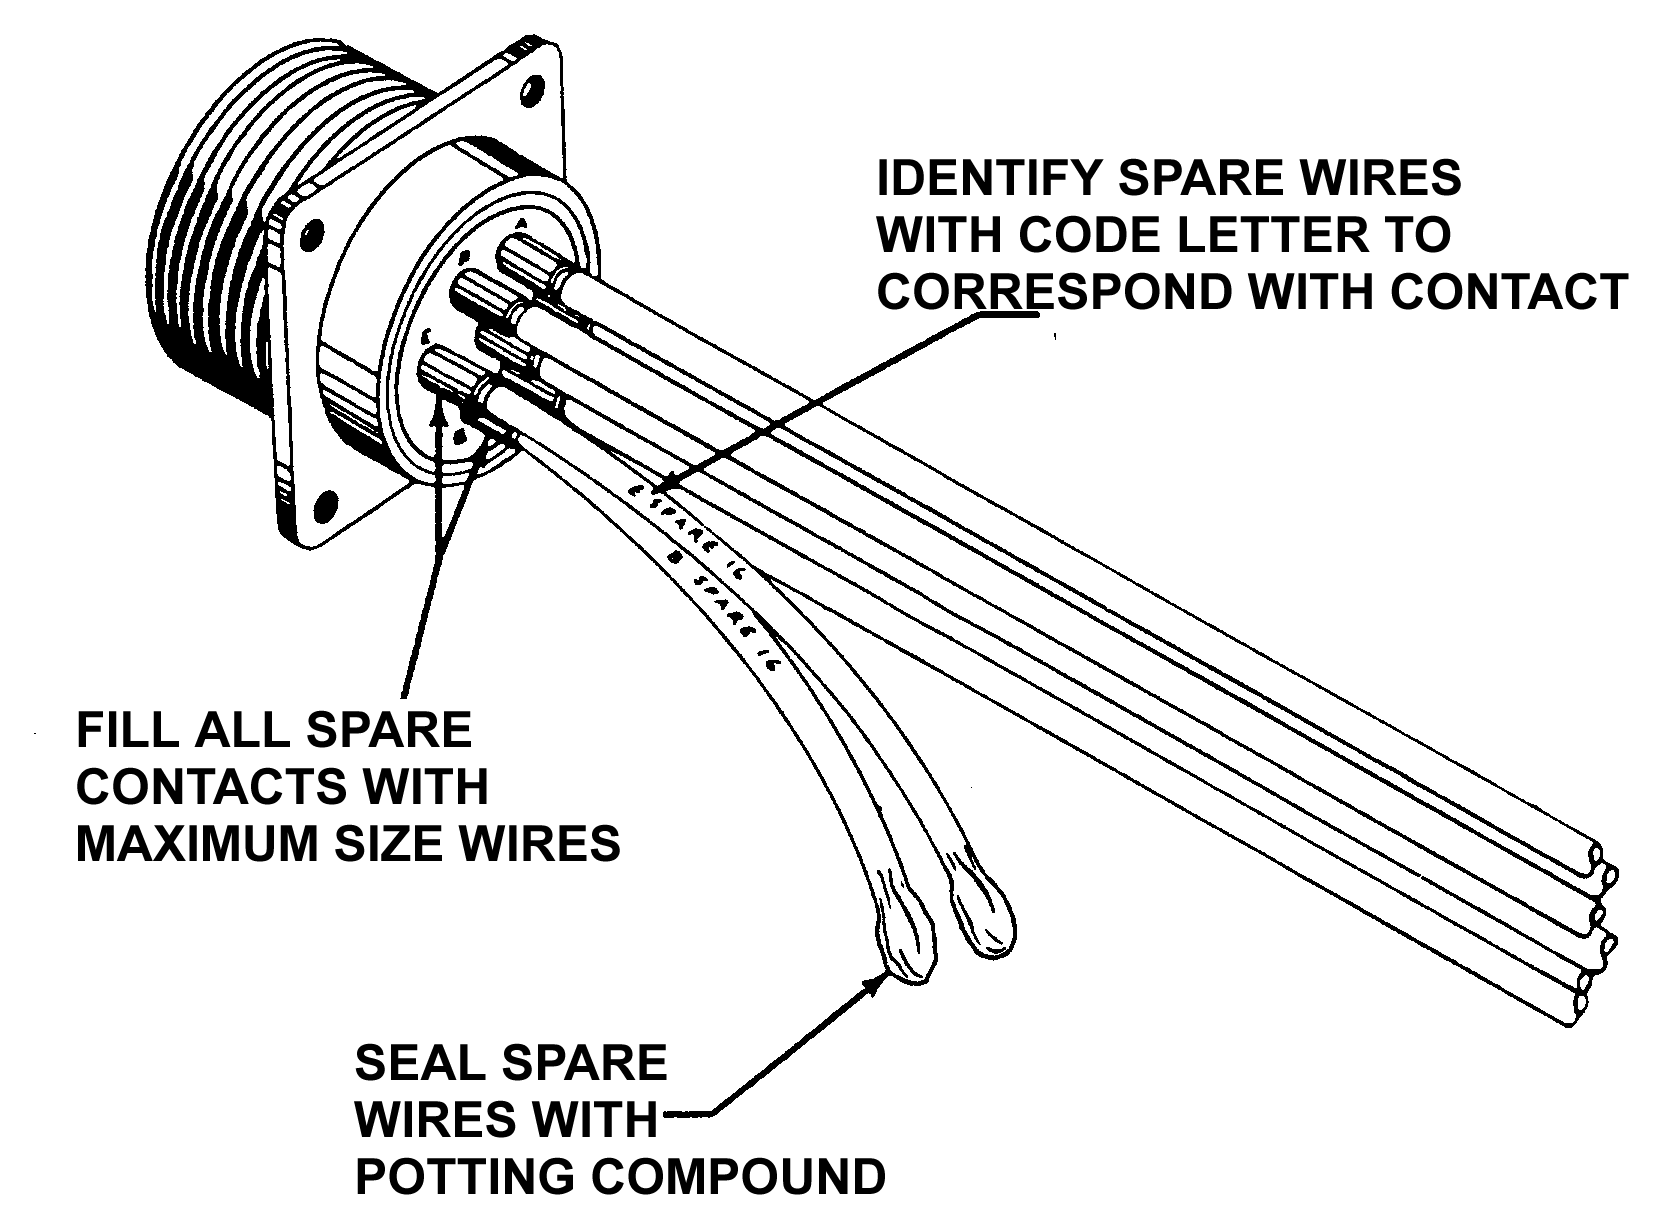 IDENTIFY SPARE WIRES
WITH CODE LETTER TO
CORRESPOND WITH CONTACT
A
E SPARE 16
B SPARE 16
FILL ALL SPARE
CONTACTS WITH
MAXIMUM SIZE WIRES
SEAL SPARE
WIRES WITH
POTTING COMPOUND